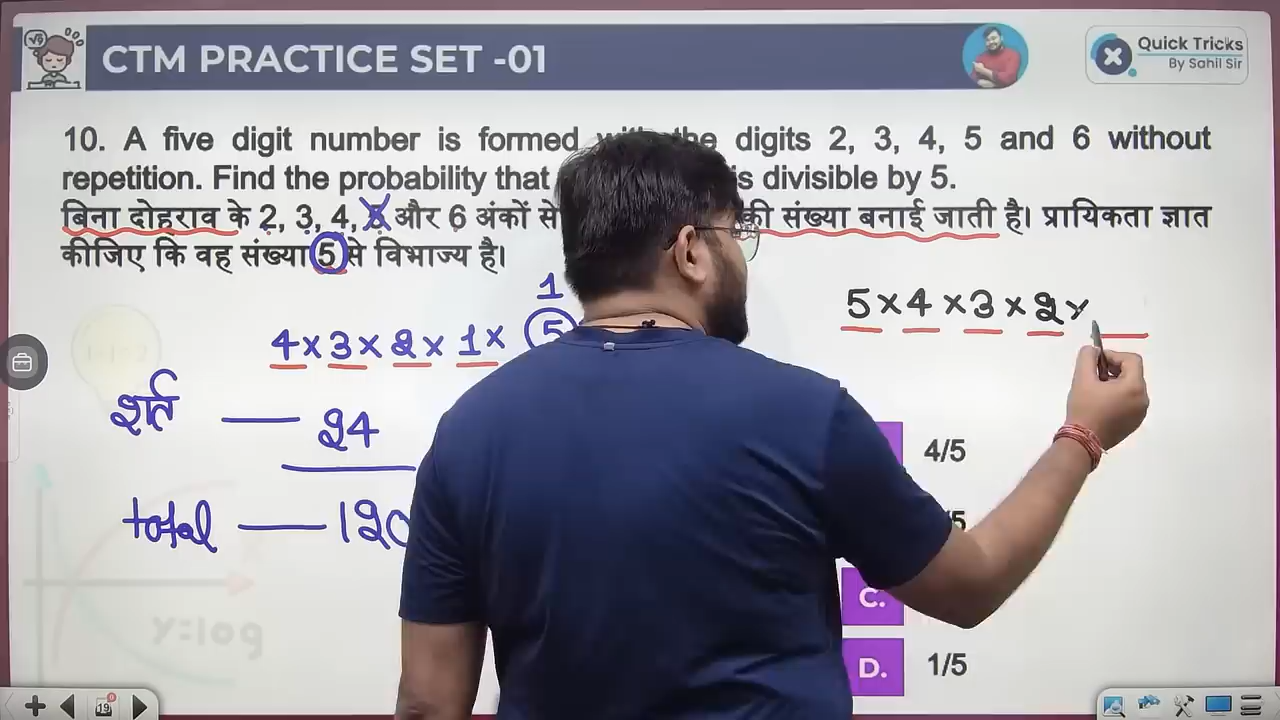 CTM PRACTICE SET -01
Quick Tricks
By Sahil Sir
10. A five digit number is formed the digits 2, 3, 4, 5 and 6 without
repetition. Find the probability that is divisible by 5.
बिना दोहराव के 2, 3, 4, 5 और 6 अंकों से की संख्या बनाई जाती है। प्रायिकता ज्ञात
कीजिए कि वह संख्या 5 से विभाज्य है।
1
4 × 3 × 2 × 1 × 5
5 × 4 × 3 × 2 ×
शर्त — 24
total — 120
4/5
C.
D. 1/5
y=log
19